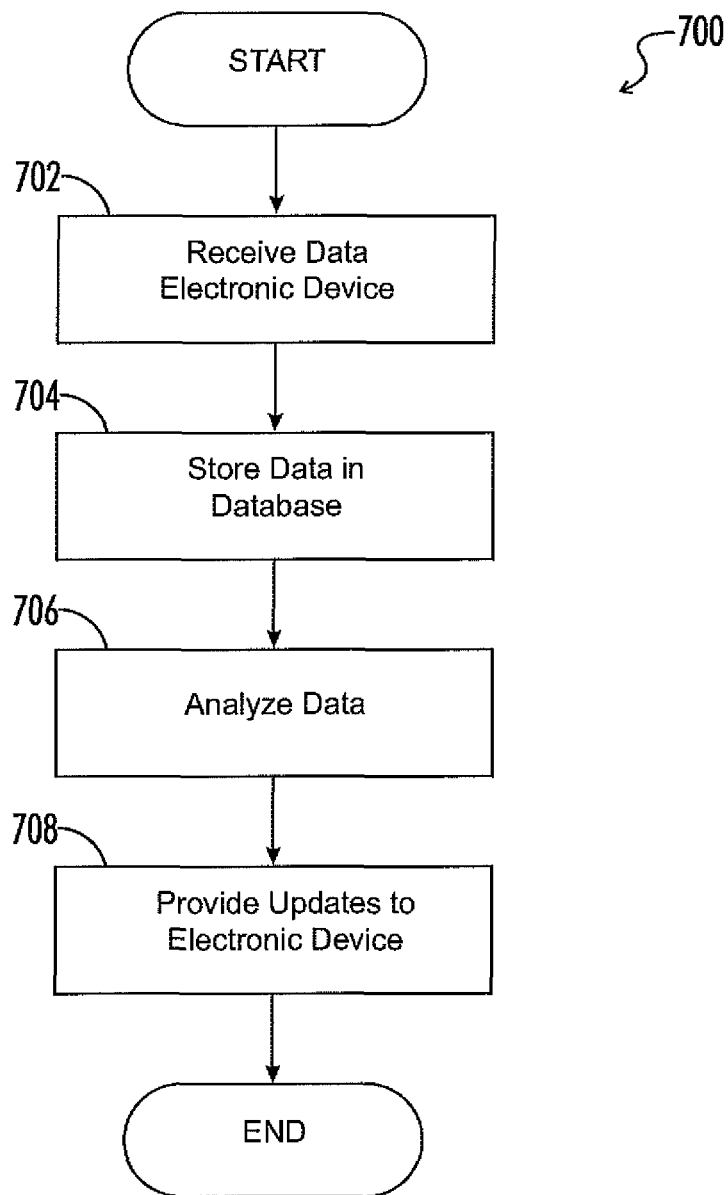 START
700
702
Receive Data
Electronic Device
704
Store Data in
Database
706
Analyze Data
708
Provide Updates to
Electronic Device
END